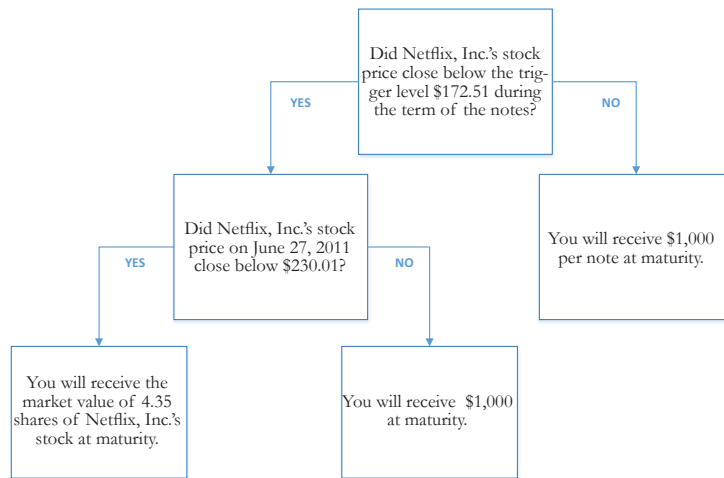 Did Netflix, Inc.'s stock
price close below the trig-
ger level $172.51 during
the term of the notes?
YES
NO
Did Netflix, Inc.'s stock
price on June 27, 2011
close below $230.01?
You will receive $1,000
per note at maturity.
YES
NO
You will receive the
market value of 4.35
shares of Netflix, Inc.'s
stock at maturity.
You will receive $1,000
at maturity.